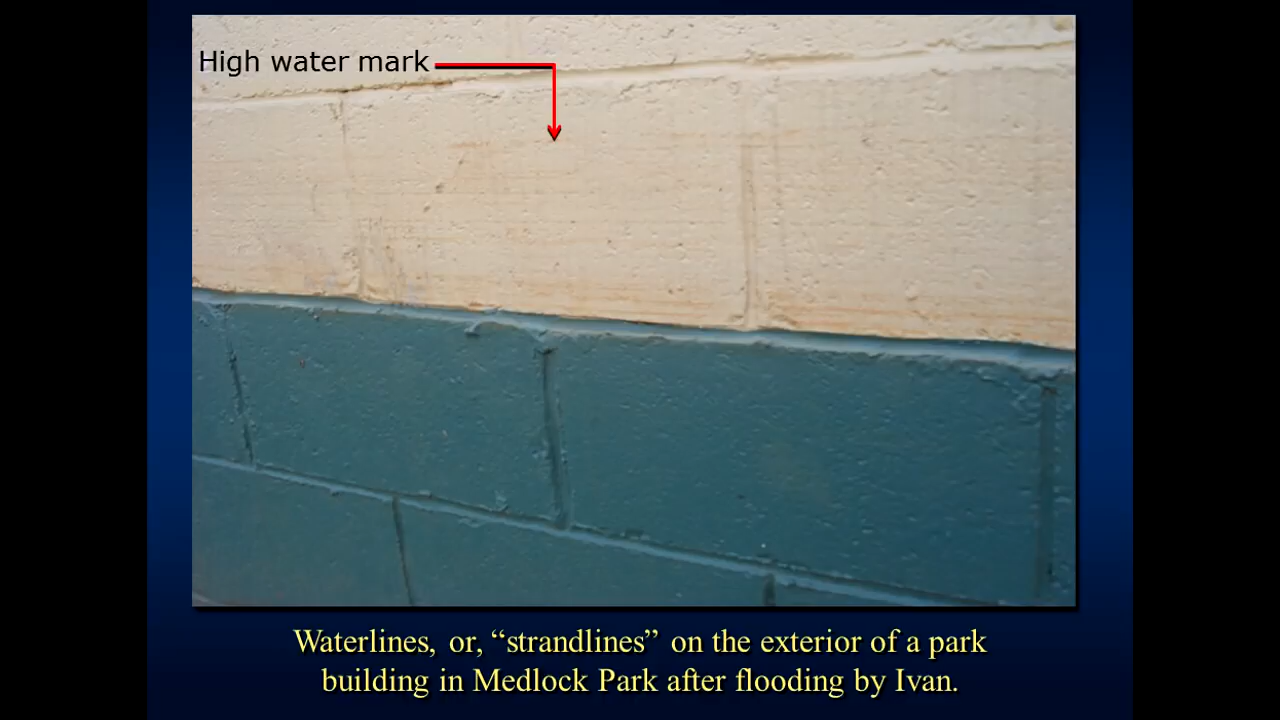 High water mark
Waterlines, or, “strandlines” on the exterior of a park
building in Medlock Park after flooding by Ivan.